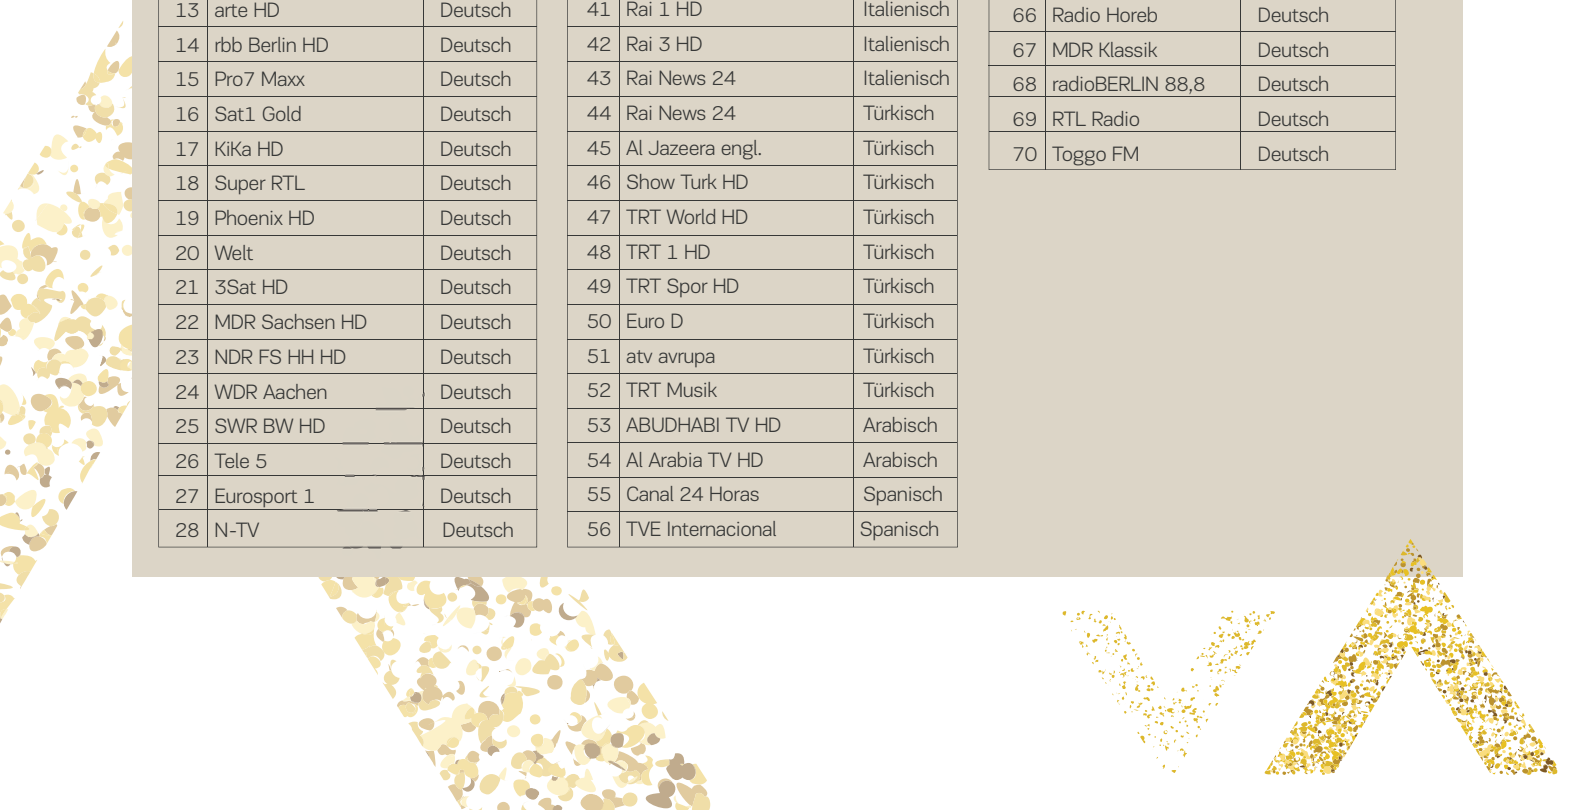 13 arte HD Deutsch
14 rbb Berlin HD Deutsch
15 Pro7 Maxx Deutsch
16 Sat1 Gold Deutsch
17 KiKa HD Deutsch
18 Super RTL Deutsch
19 Phoenix HD Deutsch
20 Welt Deutsch
21 3Sat HD Deutsch
22 MDR Sachsen HD Deutsch
23 NDR FS HH HD Deutsch
24 WDR Aachen Deutsch
25 SWR BW HD Deutsch
26 Tele 5 Deutsch
27 Eurosport 1 Deutsch
28 N-TV Deutsch
41 Rai 1 HD Italienisch
42 Rai 3 HD Italienisch
43 Rai News 24 Italienisch
44 Rai News 24 Türkisch
45 Al Jazeera engl. Türkisch
46 Show Turk HD Türkisch
47 TRT World HD Türkisch
48 TRT 1 HD Türkisch
49 TRT Spor HD Türkisch
50 Euro D Türkisch
51 atv avrupa Türkisch
52 TRT Musik Türkisch
53 ABUDHABI TV HD Arabisch
54 Al Arabia TV HD Arabisch
55 Canal 24 Horas Spanisch
56 TVE Internacional Spanisch
66 Radio Horeb Deutsch
67 MDR Klassik Deutsch
68 radioBERLIN 88,8 Deutsch
69 RTL Radio Deutsch
70 Toggo FM Deutsch